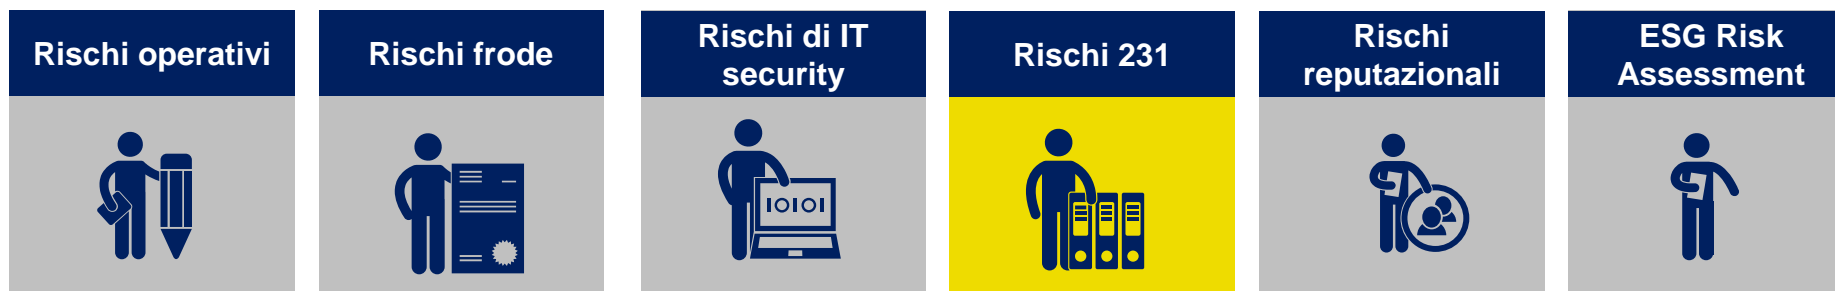 Rischi operativi
Rischi frode
Rischi di IT
security
Rischi 231
Rischi
reputazionali
ESG Risk
Assessment
IOIOI